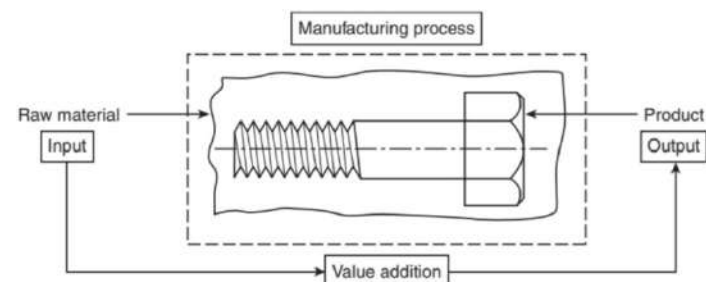 Manufacturing process
Raw material
Product
Input
Output
Value addition